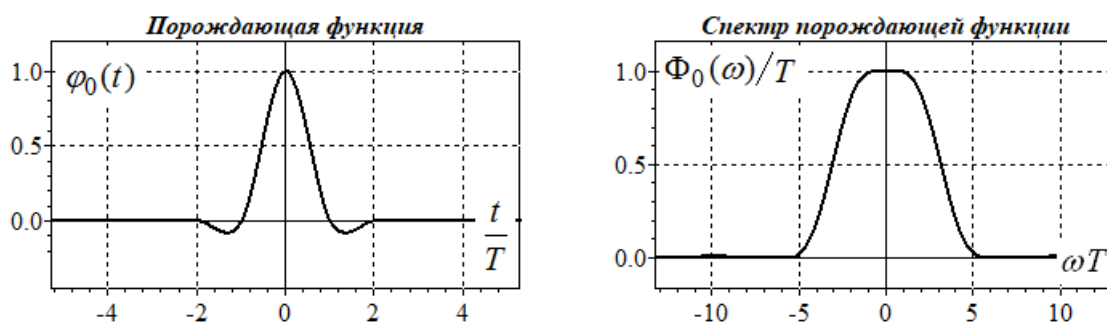 Порождающая функция
1.0
φ₀(t)
0.5
0.0
t/T
-4 -2 0 2 4
Спектр порождающей функции
1.0
Φ₀(ω)/T
0.5
0.0
ωT
-10 -5 0 5 10